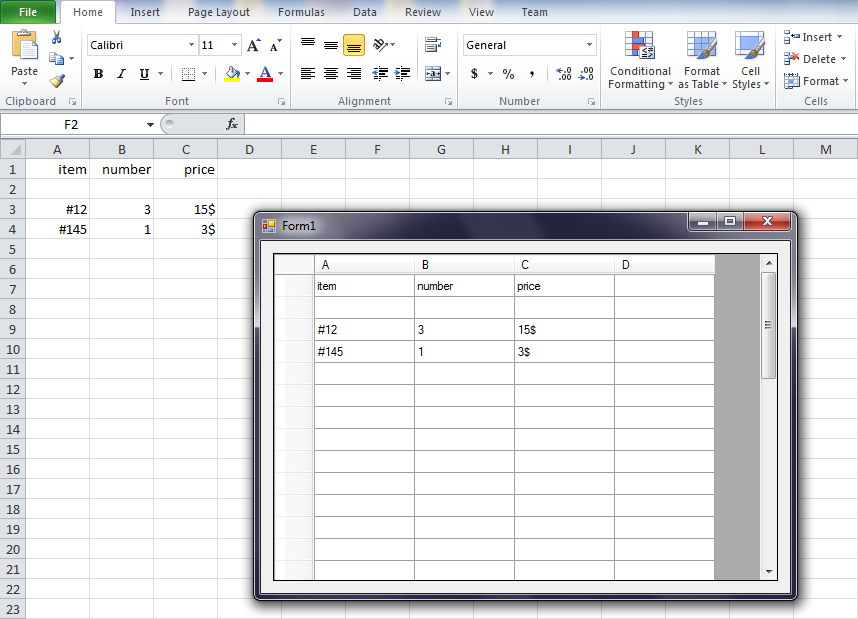 File Home Insert Page Layout Formulas Data Review View Team
Calibri 11 A A General Insert
Paste B I U A $ % , .00 .0 Conditional Formatting Format as Table Cell Styles Delete
Format
Clipboard Font Alignment Number Styles Cells
F2 fx
A B C D E F G H I J K L M
1 item number price
2
3 #12 3 15$
4 #145 1 3$
5
6
7
8
9
10
11
12
13
14
15
16
17
18
19
20
21
22
23
Form1
A B C D
item number price
#12 3 15$
#145 1 3$